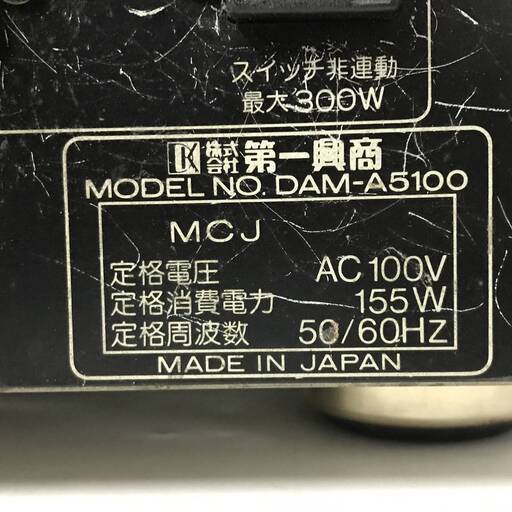 スイッチ非連動
最大300W
株式会社 第一興商
MODEL NO. DAM-A5100
MCJ
定格電圧 AC 100V
定格消費電力 155W
定格周波数 50/60HZ
MADE IN JAPAN